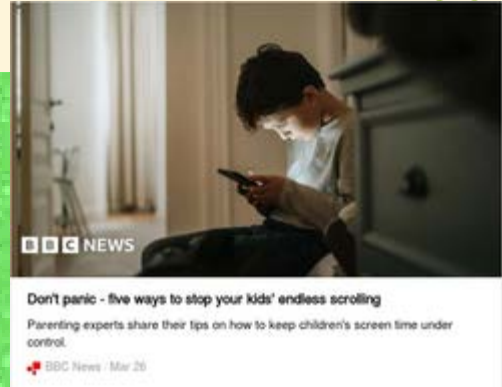 BBC NEWS
Don't panic - five ways to stop your kids' endless scrolling
Parenting experts share their tips on how to keep children's screen time under
control.
BBC News · Mar 26